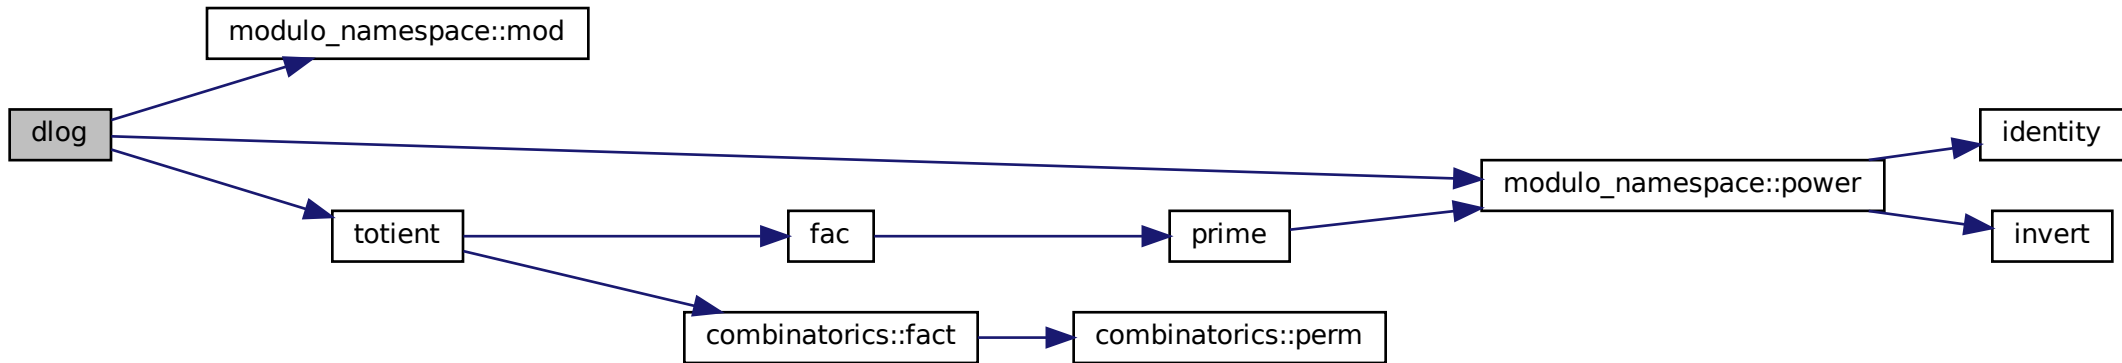 modulo_namespace::mod
dlog
identity
modulo_namespace::power
totient
fac
prime
invert
combinatorics::fact
combinatorics::perm